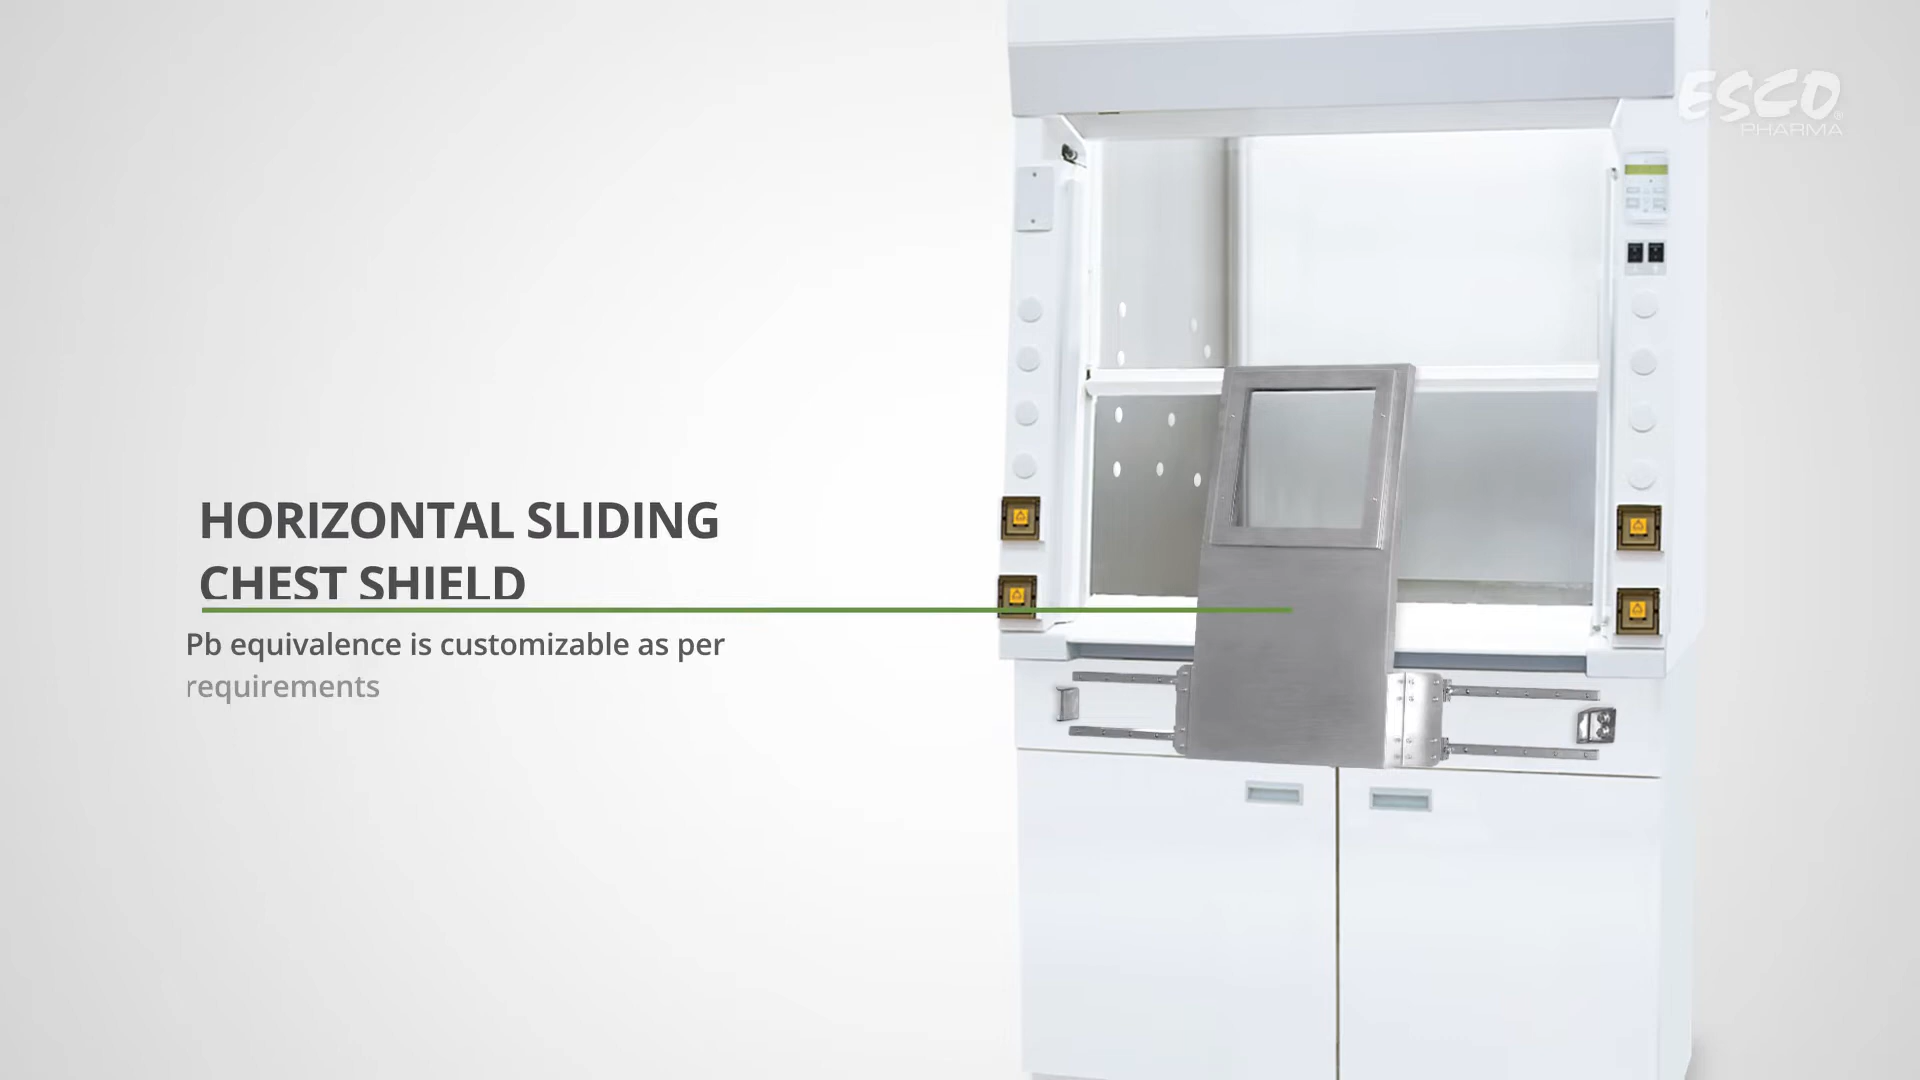 ESCO
PHARMA
HORIZONTAL SLIDING
CHEST SHIELD
Pb equivalence is customizable as per
requirements